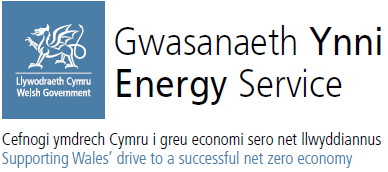 Llywodraeth Cymru
Welsh Government
Gwasanaeth Ynni
Energy Service
Cefnogi ymdrech Cymru i greu economi sero net llwyddiannus
Supporting Wales' drive to a successful net zero economy